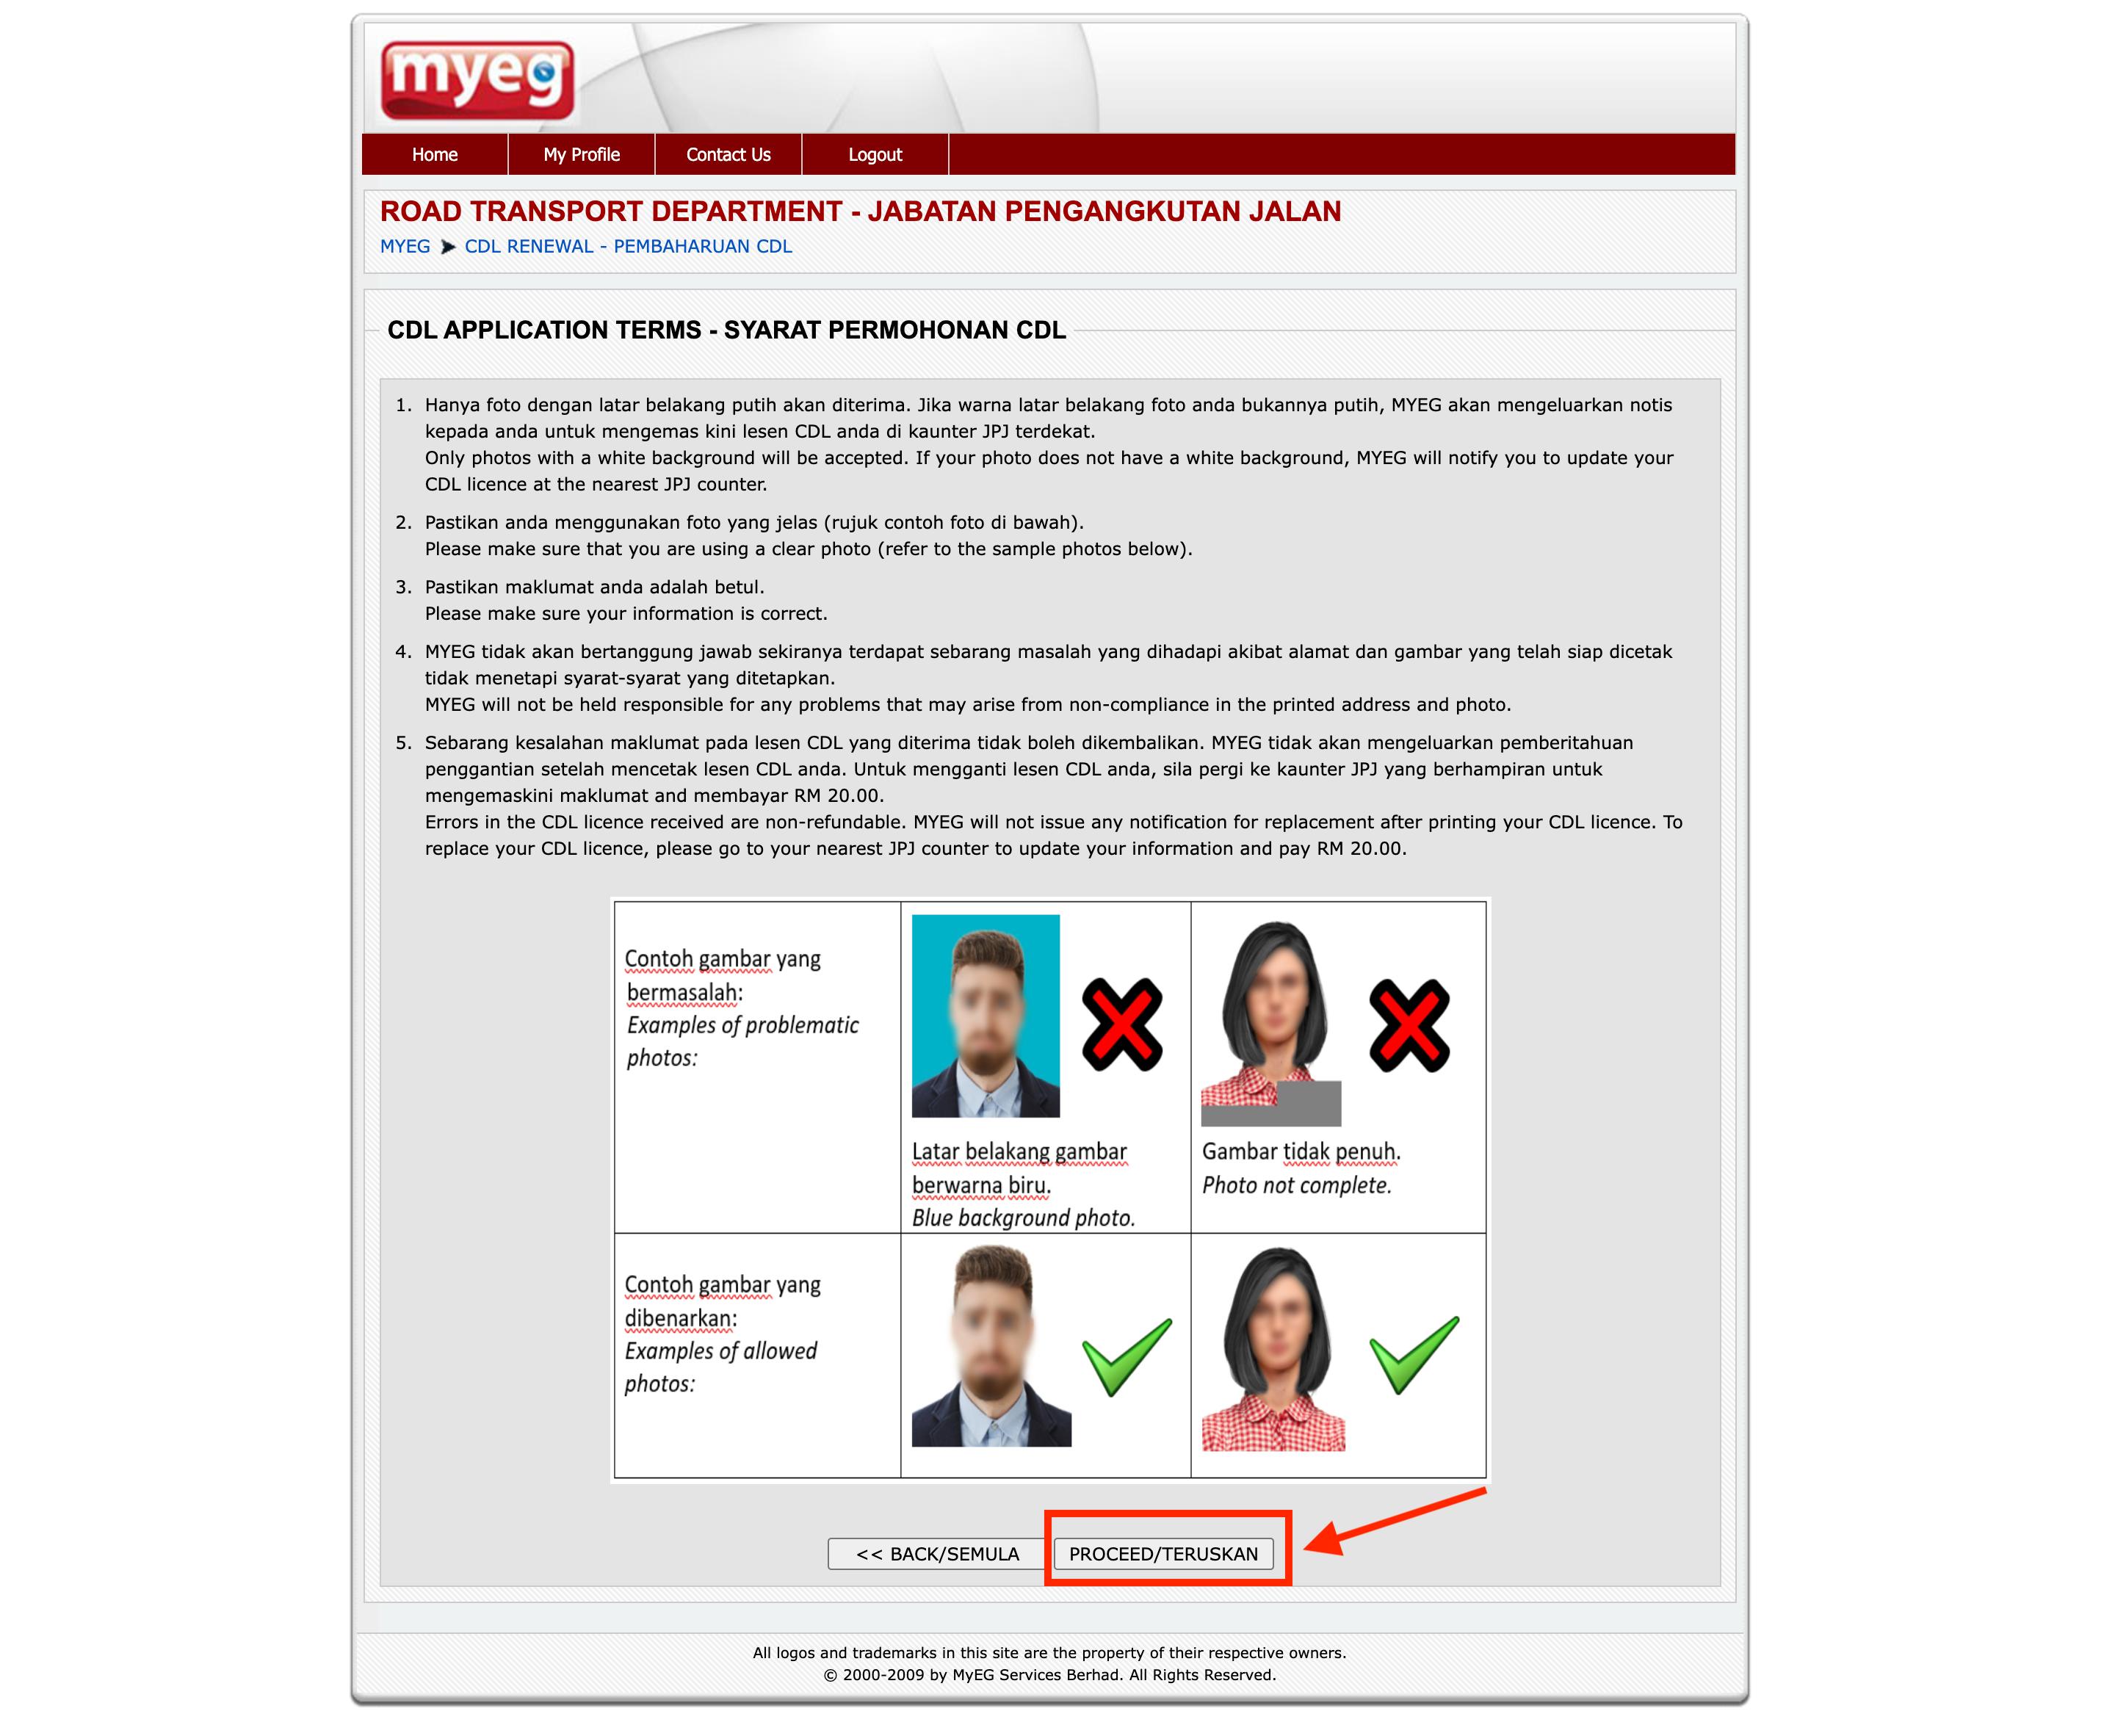 myeg
Home My Profile Contact Us Logout
ROAD TRANSPORT DEPARTMENT - JABATAN PENGANGKUTAN JALAN
MYEG CDL RENEWAL - PEMBAHARUAN CDL
CDL APPLICATION TERMS - SYARAT PERMOHONAN CDL
1. Hanya foto dengan latar belakang putih akan diterima. Jika warna latar belakang foto anda bukannya putih, MYEG akan mengeluarkan notis
kepada anda untuk mengemas kini lesen CDL anda di kaunter JPJ terdekat.
Only photos with a white background will be accepted. If your photo does not have a white background, MYEG will notify you to update your
CDL licence at the nearest JPJ counter.
2. Pastikan anda menggunakan foto yang jelas (rujuk contoh foto di bawah).
Please make sure that you are using a clear photo (refer to the sample photos below).
3. Pastikan maklumat anda adalah betul.
Please make sure your information is correct.
4. MYEG tidak akan bertanggung jawab sekiranya terdapat sebarang masalah yang dihadapi akibat alamat dan gambar yang telah siap dicetak
tidak menetapi syarat-syarat yang ditetapkan.
MYEG will not be held responsible for any problems that may arise from non-compliance in the printed address and photo.
5. Sebarang kesalahan maklumat pada lesen CDL yang diterima tidak boleh dikembalikan. MYEG tidak akan mengeluarkan pemberitahuan
penggantian setelah mencetak lesen CDL anda. Untuk mengganti lesen CDL anda, sila pergi ke kaunter JPJ yang berhampiran untuk
mengemaskini maklumat and membayar RM 20.00.
Errors in the CDL licence received are non-refundable. MYEG will not issue any notification for replacement after printing your CDL licence. To
replace your CDL licence, please go to your nearest JPJ counter to update your information and pay RM 20.00.
Contoh gambar yang
bermasalah:
Examples of problematic
photos:
Latar belakang gambar
berwarna biru.
Blue background photo.
Gambar tidak penuh.
Photo not complete.
Contoh gambar yang
dibenarkan:
Examples of allowed
photos:
<< BACK/SEMULA PROCEED/TERUSKAN
All logos and trademarks in this site are the property of their respective owners.
© 2000-2009 by MyEG Services Berhad. All Rights Reserved.